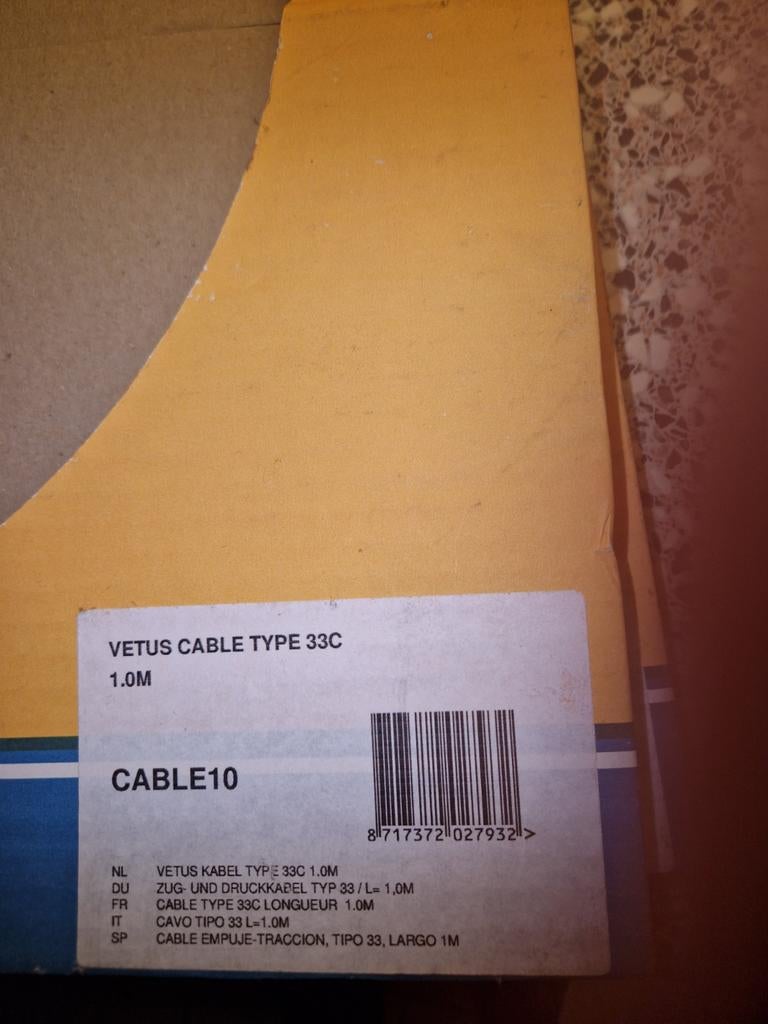 VETUS CABLE TYPE 33C
1.0M
CABLE10
8 717372 027932 >
NL VETUS KABEL TYPE 33C 1.0M
DU ZUG- UND DRUCKKABEL TYP 33 / L= 1,0M
FR CABLE TYPE 33C LONGUEUR 1.0M
IT CAVO TIPO 33 L=1.0M
SP CABLE EMPUJE-TRACCION, TIPO 33, LARGO 1M